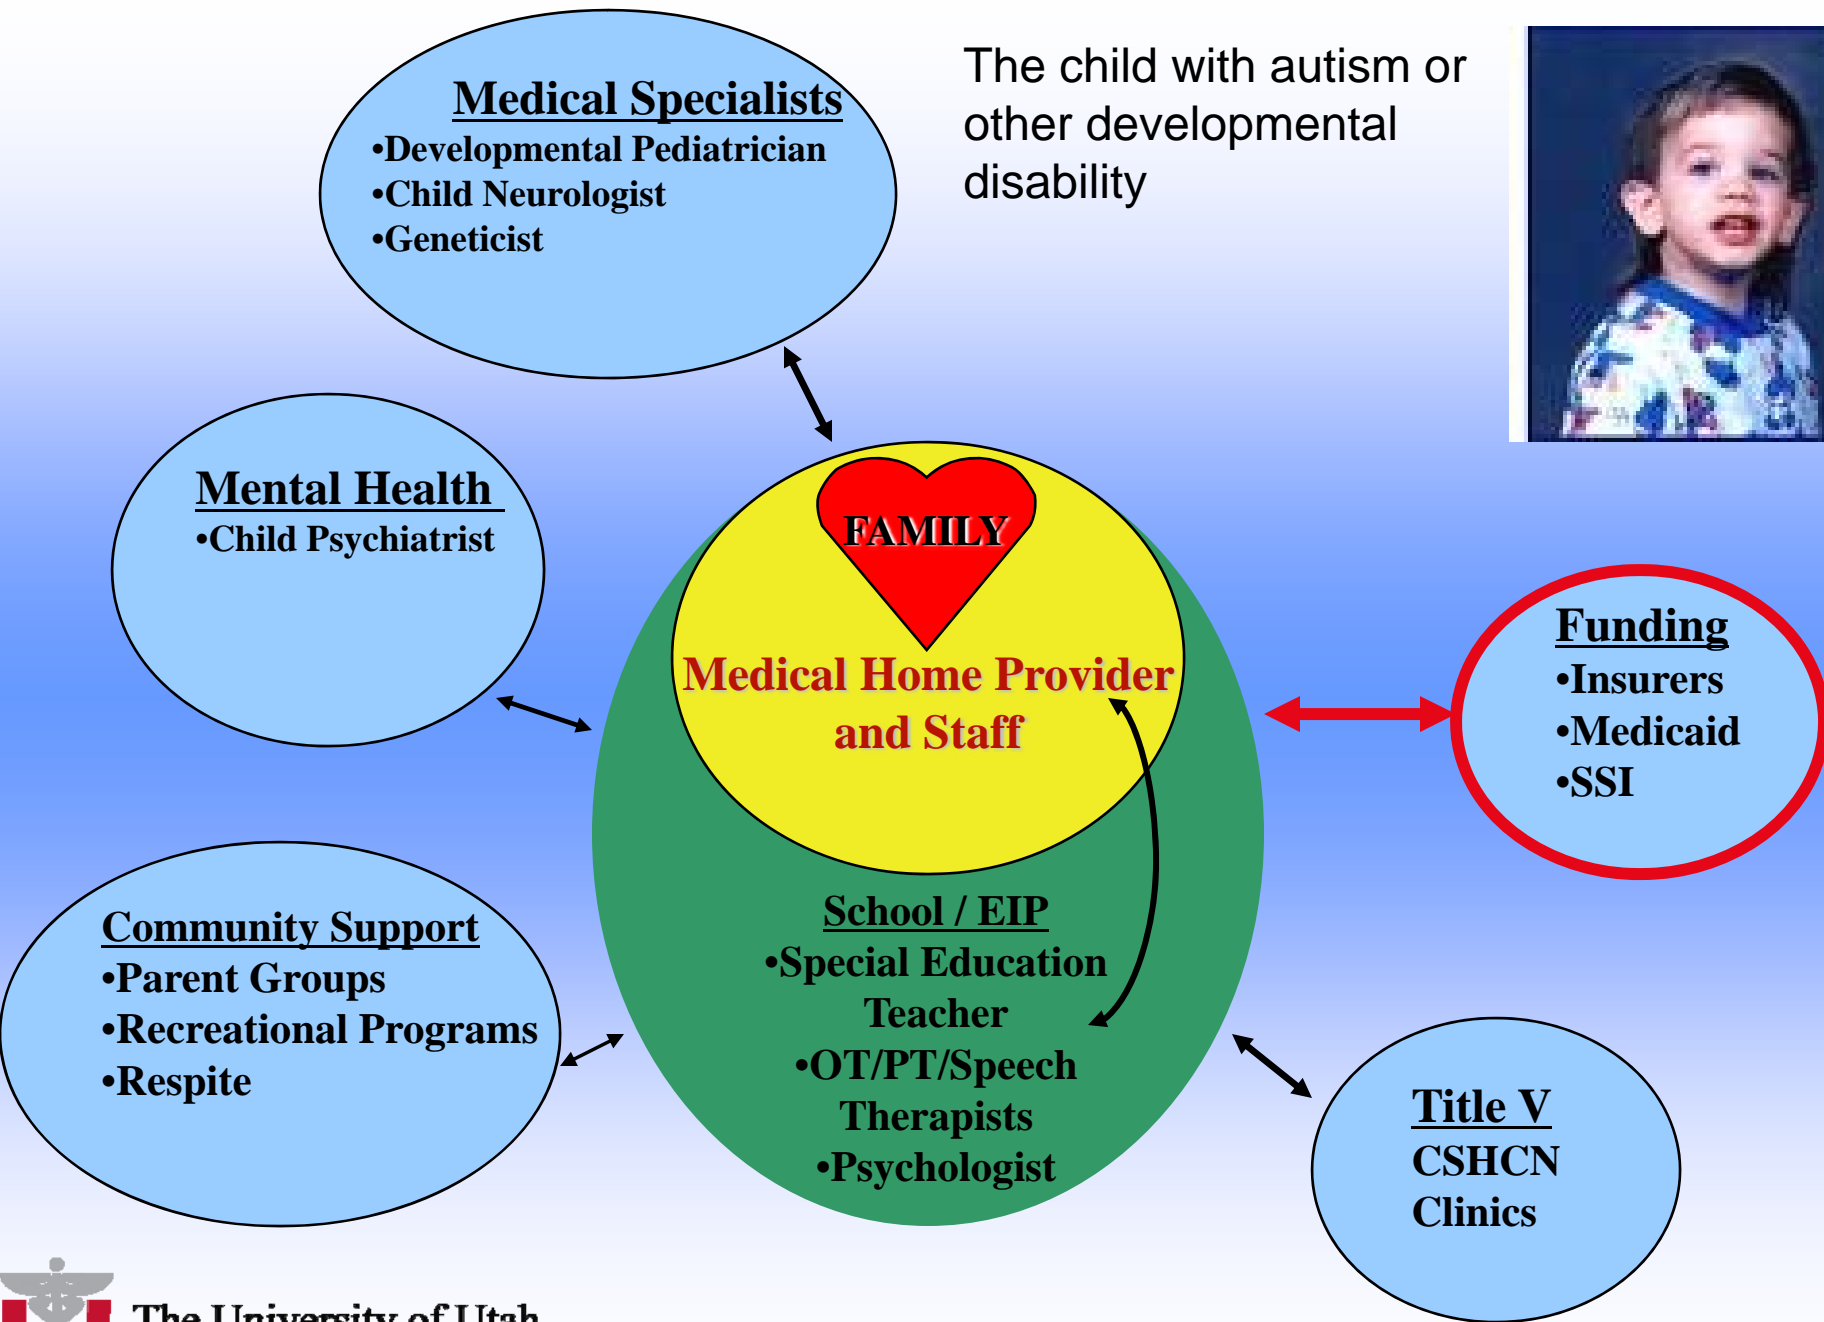 The child with autism or
other developmental
disability
Medical Specialists
•Developmental Pediatrician
•Child Neurologist
•Geneticist
Mental Health
•Child Psychiatrist
FAMILY
Medical Home Provider
and Staff
Funding
•Insurers
•Medicaid
•SSI
Community Support
•Parent Groups
•Recreational Programs
•Respite
School / EIP
•Special Education
Teacher
•OT/PT/Speech
Therapists
•Psychologist
Title V
CSHCN
Clinics
The University of Utah